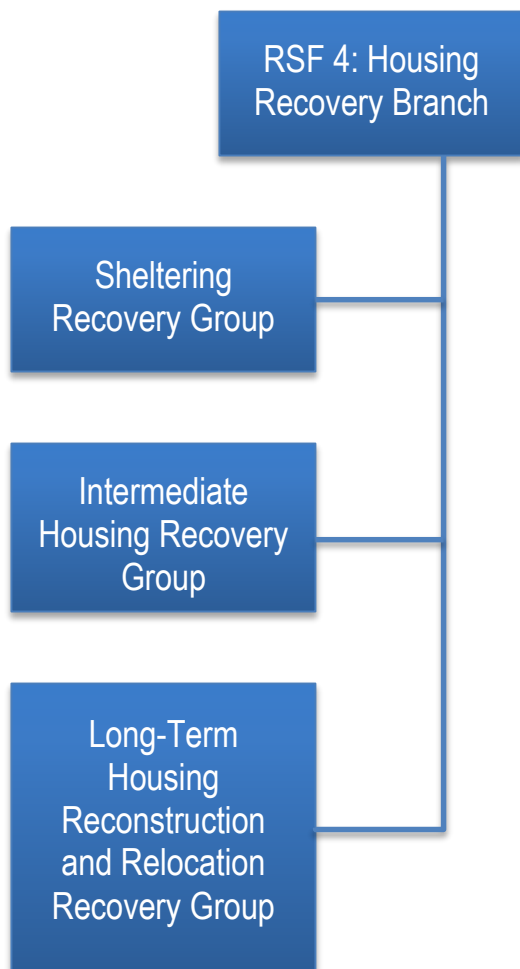 RSF 4: Housing
Recovery Branch
Sheltering
Recovery Group
Intermediate
Housing Recovery
Group
Long-Term
Housing
Reconstruction
and Relocation
Recovery Group